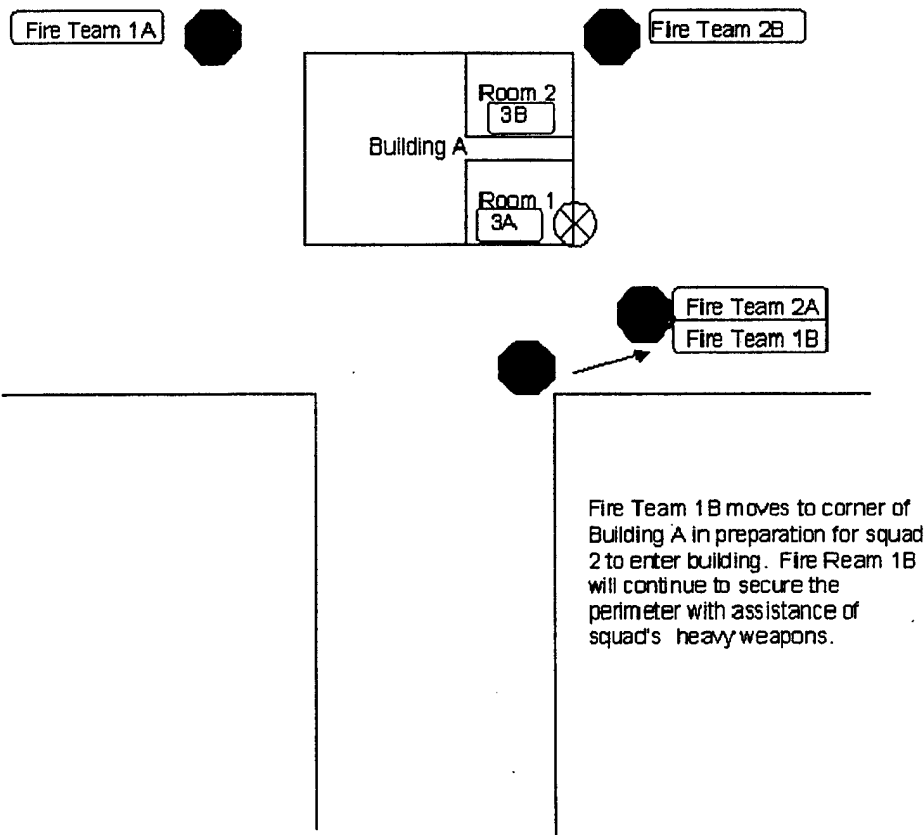 Fire Team 1A
Fire Team 2B
Room 2
3B
Building A
Room 1
3A
Fire Team 2A
Fire Team 1B
Fire Team 1B moves to corner of
Building A in preparation for squad
2 to enter building. Fire Ream 1B
will continue to secure the
perimeter with assistance of
squad's heavy weapons.